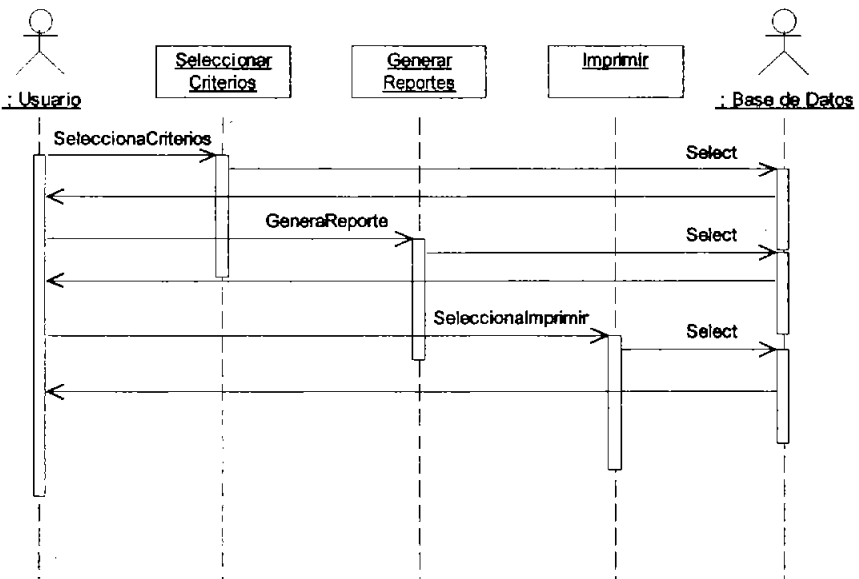 Seleccionar
Criterios
Generar
Reportes
Imprimir
: Usuario
: Base de Datos
SeleccionaCriterios
Select
GeneraReporte
Select
SeleccionaImprimir
Select